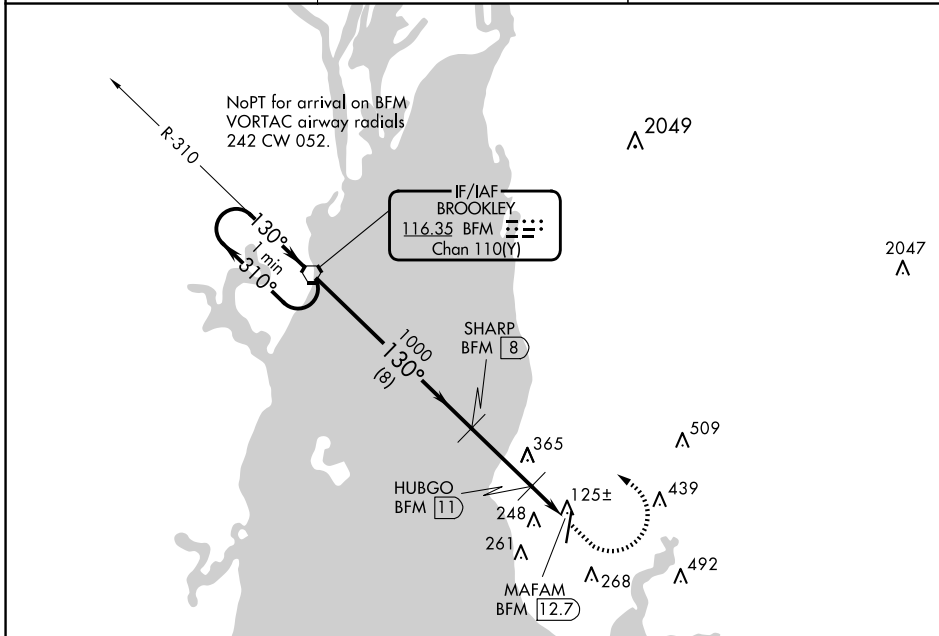 NoPT for arrival on BFM
VORTAC airway radials
242 CW 052.
2049
R-310
IF/IAF
BROOKLEY
116.35 BFM
Chan 110(Y)
130°
1 min
310°
2047
1000
130°
(8)
SHARP
BFM 8
365
509
HUBGO
BFM 11
125±
439
248
261
268
492
MAFAM
BFM 12.7